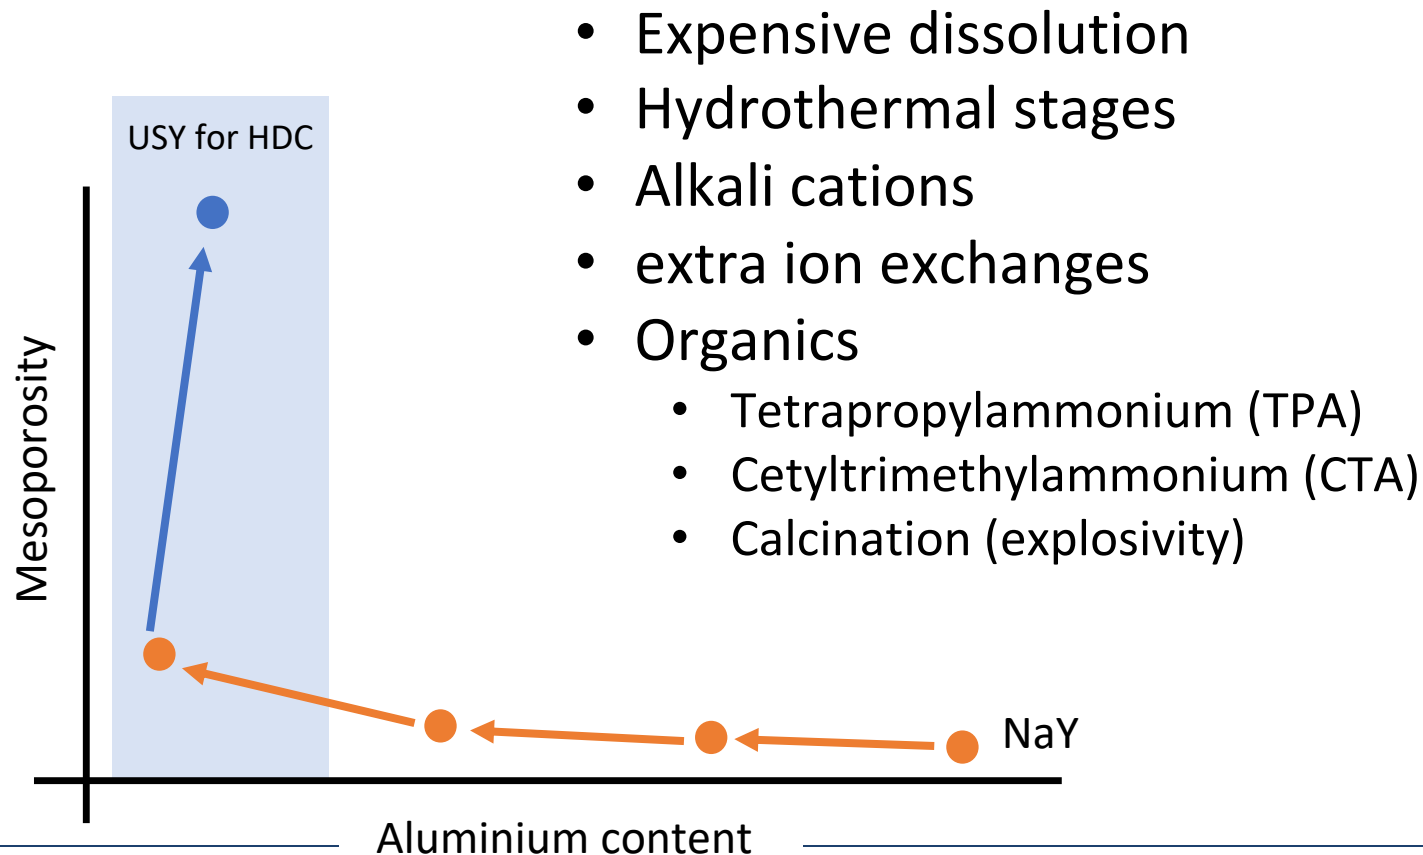 • Expensive dissolution
• Hydrothermal stages
• Alkali cations
• extra ion exchanges
• Organics
• Tetrapropylammonium (TPA)
• Cetyltrimethylammonium (CTA)
• Calcination (explosivity)
USY for HDC
Mesoporosity
NaY
Aluminium content